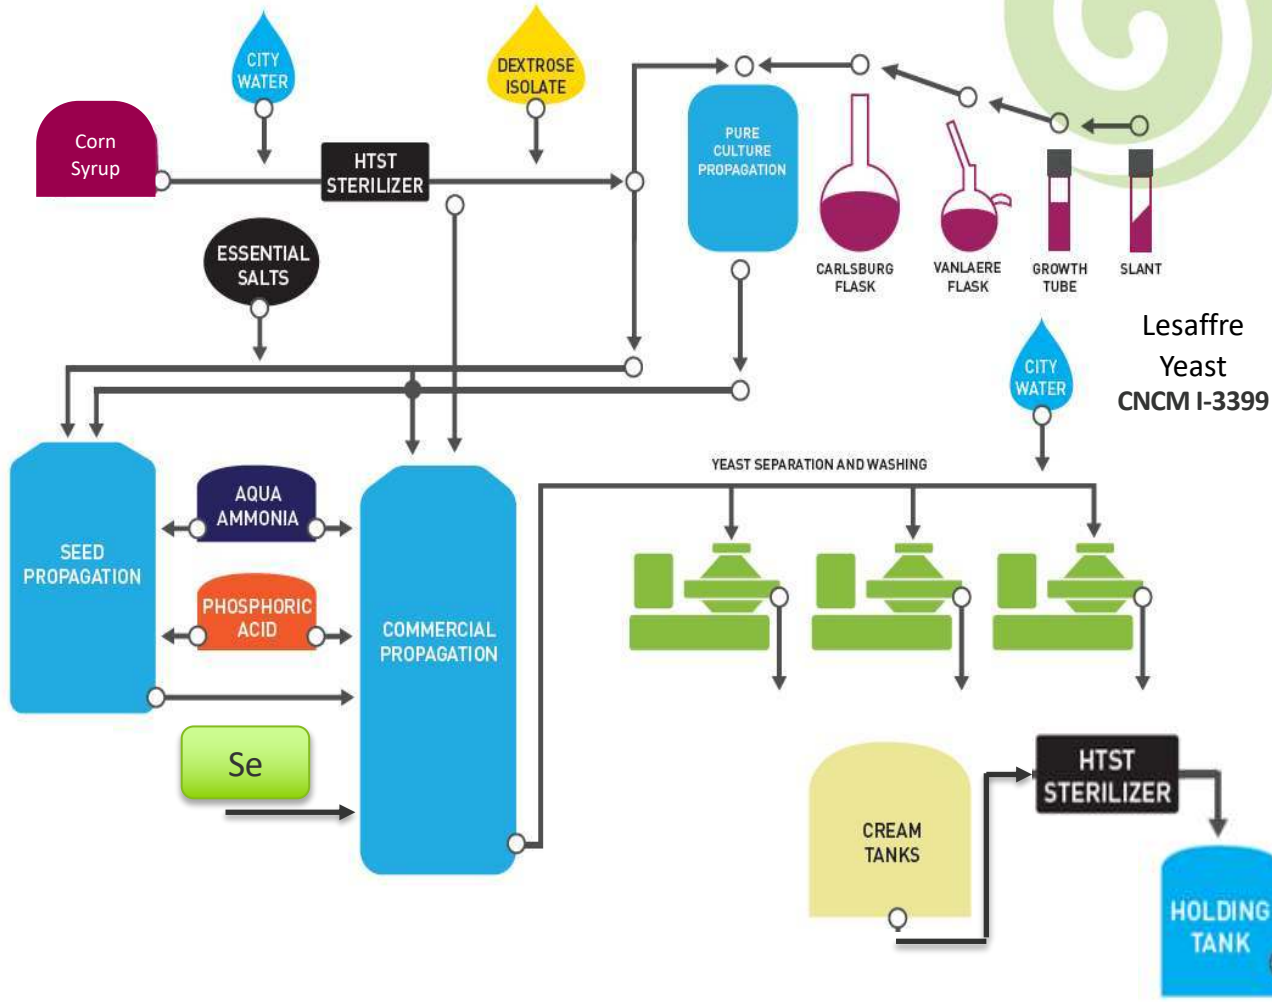 CITY
WATER
DEXTROSE
ISOLATE
Corn
Syrup
HTST
STERILIZER
PURE
CULTURE
PROPAGATION
ESSENTIAL
SALTS
CARLSBURG
FLASK
VANLAERE
FLASK
GROWTH
TUBE
SLANT
Lesaffre
Yeast
CNCM I-3399
CITY
WATER
YEAST SEPARATION AND WASHING
AQUA
AMMONIA
SEED
PROPAGATION
PHOSPHORIC
ACID
COMMERCIAL
PROPAGATION
Se
HTST
STERILIZER
CREAM
TANKS
HOLDING
TANK